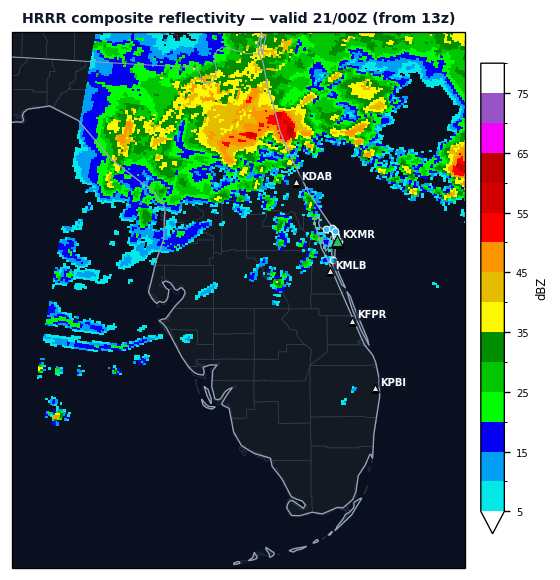 HRRR composite reflectivity — valid 21/00Z (from 13z)
KDAB
KXMR
KMLB
KFPR
KPBI
75
65
55
45
35
25
15
5
dBZ